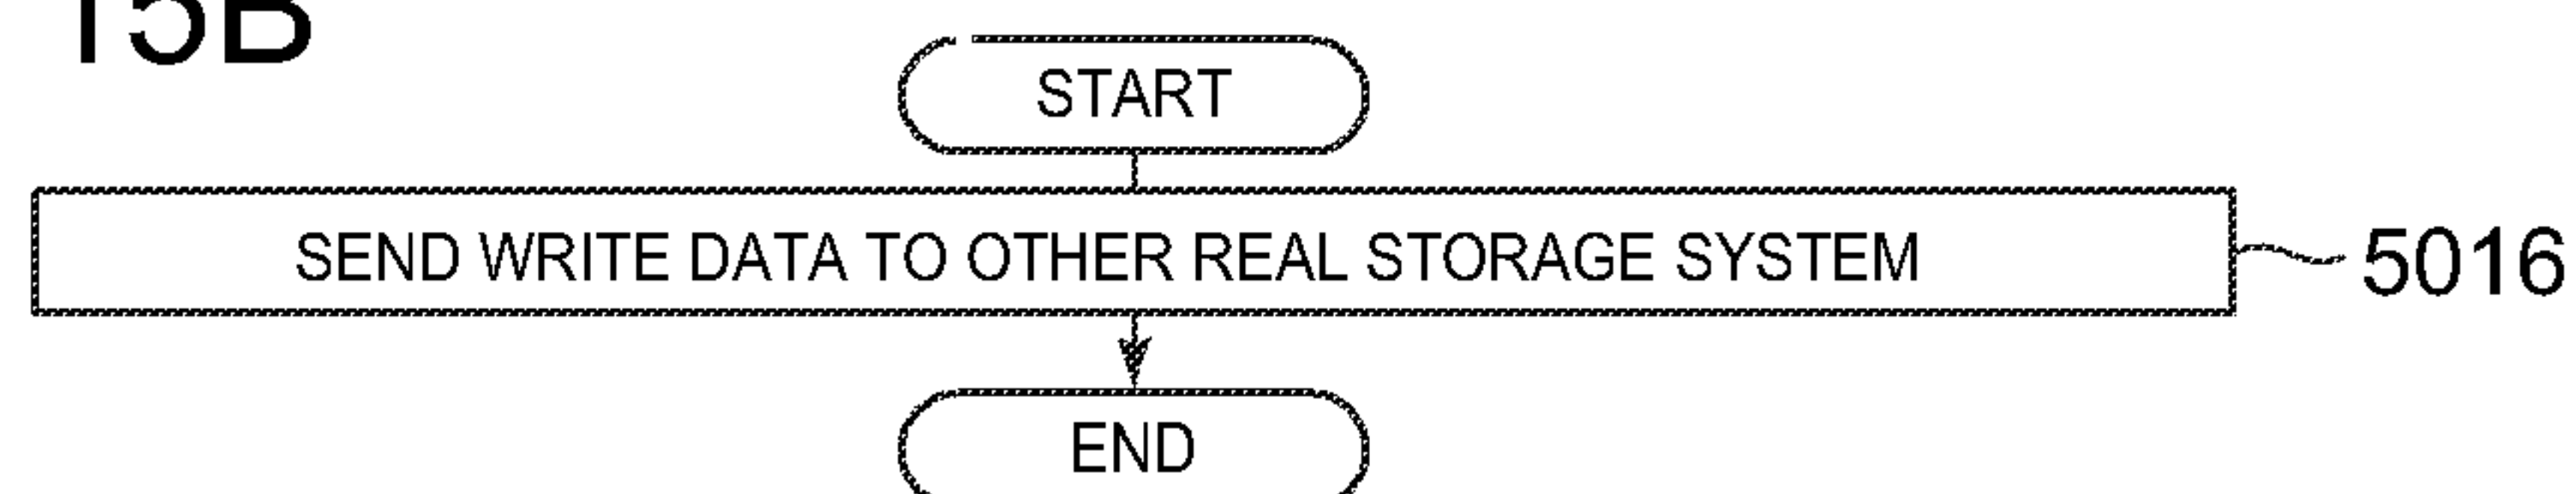 15B
START
SEND WRITE DATA TO OTHER REAL STORAGE SYSTEM
5016
END